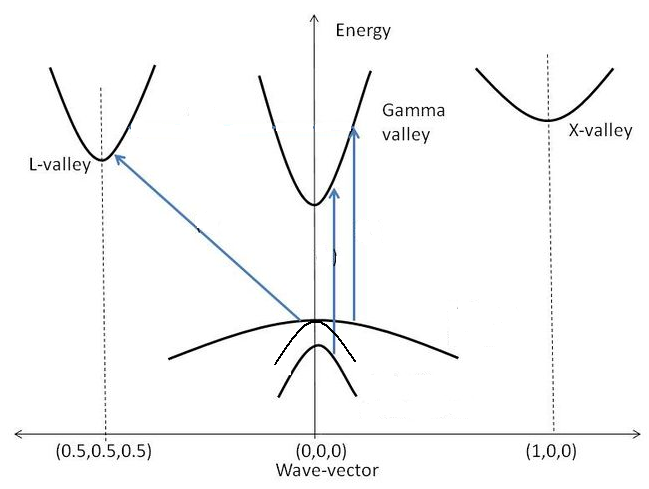 Energy
Gamma
valley
X-valley
L-valley
(0.5,0.5,0.5)
(0,0,0)
(1,0,0)
Wave-vector